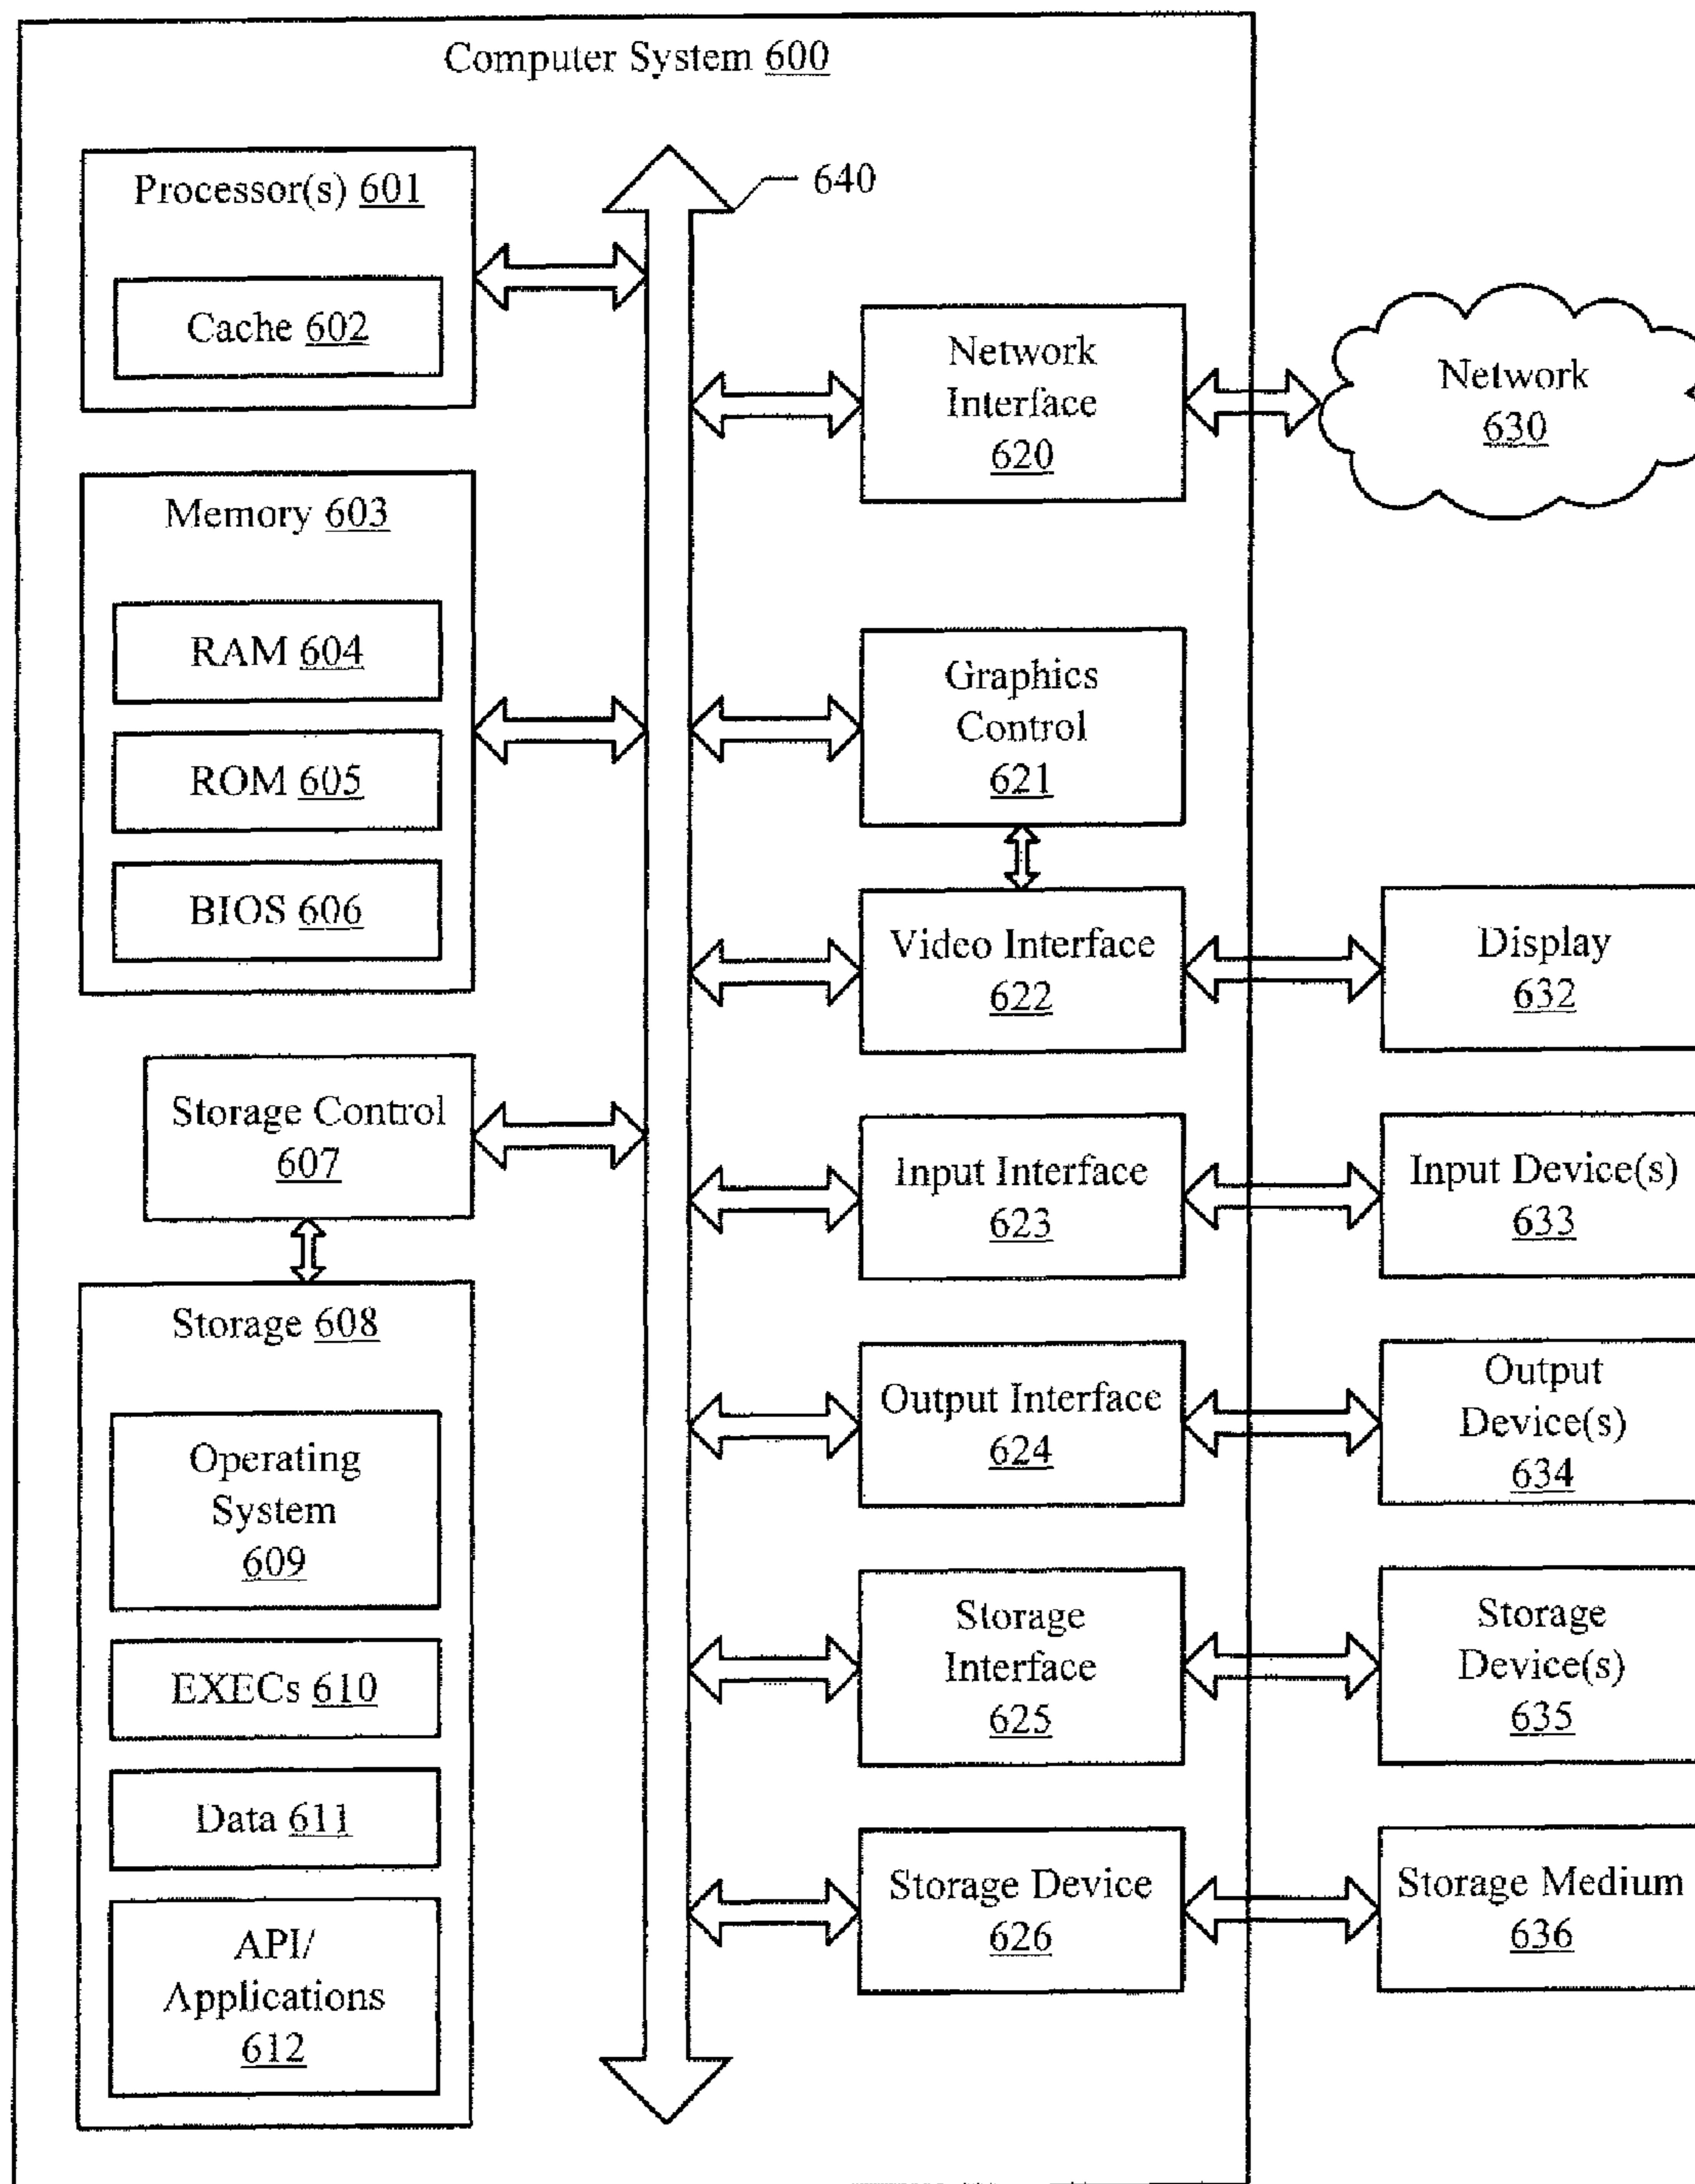 Computer System 600
Processor(s) 601
Cache 602
Memory 603
RAM 604
ROM 605
BIOS 606
Storage Control
607
Storage 608
Operating
System
609
EXECs 610
Data 611
API/
Applications
612
640
Network
Interface
620
Graphics
Control
621
Video Interface
622
Input Interface
623
Output Interface
624
Storage
Interface
625
Storage Device
626
Network
630
Display
632
Input Device(s)
633
Output
Device(s)
634
Storage
Device(s)
635
Storage Medium
636